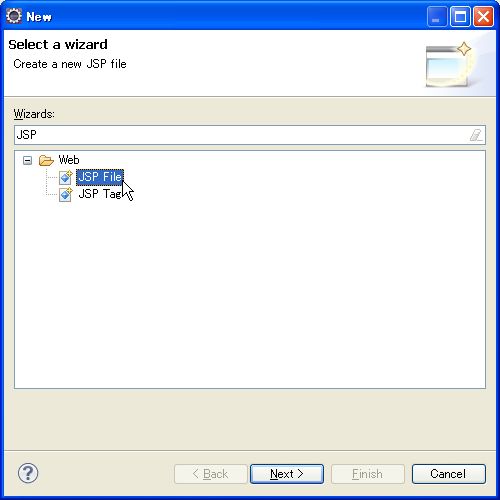 New
Select a wizard
Create a new JSP file
Wizards:
JSP
Web
JSP File
JSP Tag
? < Back Next > Finish Cancel